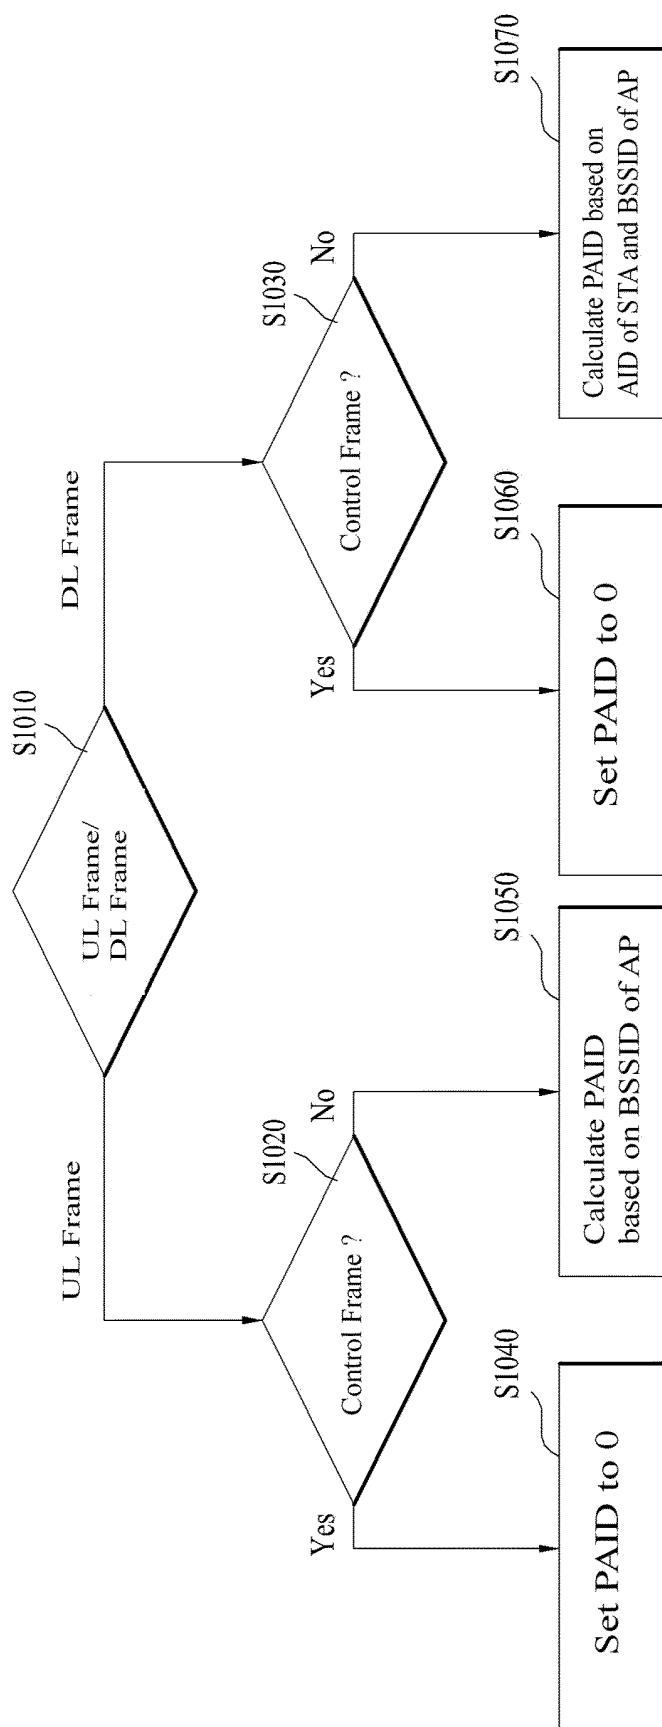 S1010
UL Frame/
DL Frame
UL Frame
DL Frame
S1020
Control Frame ?
Yes
No
S1030
Control Frame ?
Yes
No
S1040
Set PAID to 0
S1050
Calculate PAID
based on BSSID of AP
S1060
Set PAID to 0
S1070
Calculate PAID based on
AID of STA and BSSID of AP